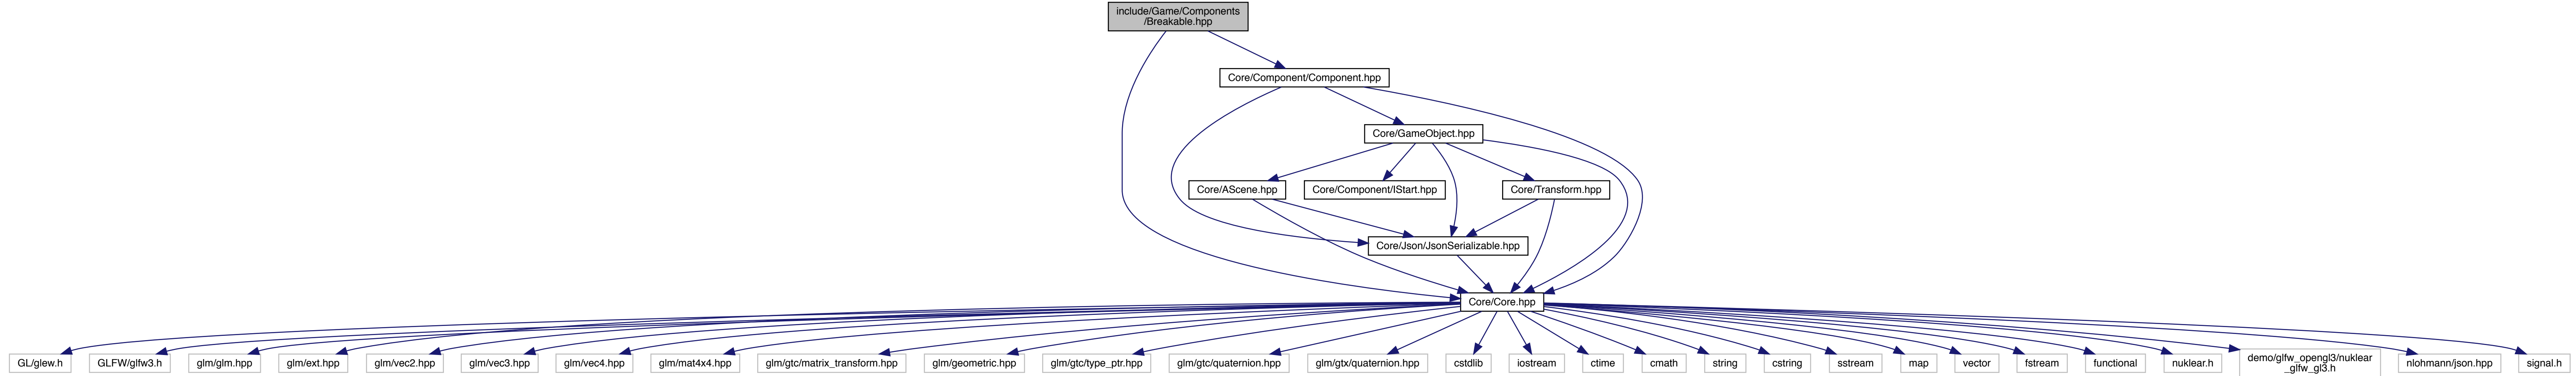 include/Game/Components
/Breakable.hpp
Core/Component/Component.hpp
Core/GameObject.hpp
Core/AScene.hpp
Core/Component/IStart.hpp
Core/Transform.hpp
Core/Json/JsonSerializable.hpp
Core/Core.hpp
GL/glew.h
GLFW/glfw3.h
glm/glm.hpp
glm/ext.hpp
glm/vec2.hpp
glm/vec3.hpp
glm/vec4.hpp
glm/mat4x4.hpp
glm/gtc/matrix_transform.hpp
glm/geometric.hpp
glm/gtc/type_ptr.hpp
glm/gtc/quaternion.hpp
glm/gtx/quaternion.hpp
cstdlib
iostream
ctime
cmath
string
cstring
sstream
map
vector
fstream
functional
nuklear.h
demo/glfw_opengl3/nuklear
_glfw_gl3.h
nlohmann/json.hpp
signal.h